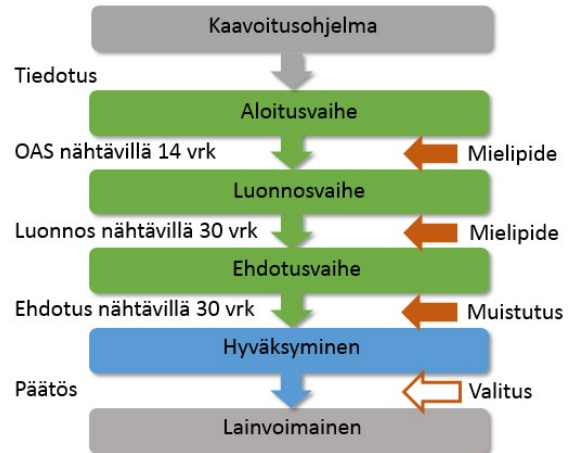 Kaavoitusohjelma
Tiedotus
Aloitusvaihe
OAS nähtävillä 14 vrk
Mielipide
Luonnosvaihe
Luonnos nähtävillä 30 vrk
Mielipide
Ehdotusvaihe
Ehdotus nähtävillä 30 vrk
Muistutus
Hyväksyminen
Päätös
Valitus
Lainvoimainen